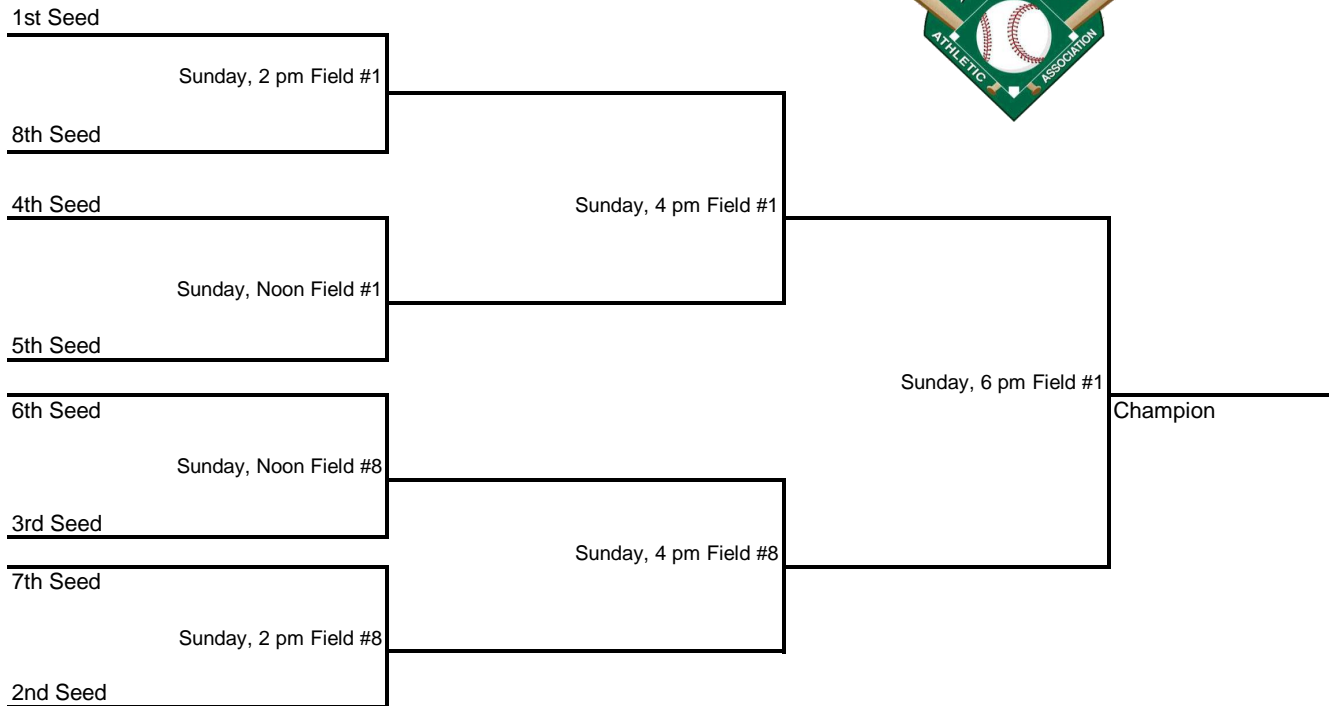 1st Seed
ATHLETIC
ASSOCIATION
Sunday, 2 pm Field #1
8th Seed
4th Seed
Sunday, 4 pm Field #1
Sunday, Noon Field #1
5th Seed
Sunday, 6 pm Field #1
6th Seed
Champion
Sunday, Noon Field #8
3rd Seed
Sunday, 4 pm Field #8
7th Seed
Sunday, 2 pm Field #8
2nd Seed